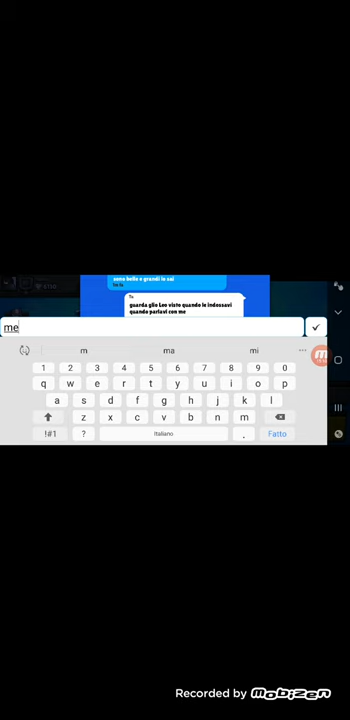 sono belle e grandi le sai
Tu
guarda glio Leo visto quando le indossavi
quando parlavi con me
me
m ma mi
1 2 3 4 5 6 7 8 9 0
q w e r t y u i o p
a s d f g h j k l
z x c v b n m
!#1 ? Italiano . Fatto
Recorded by Mobizen